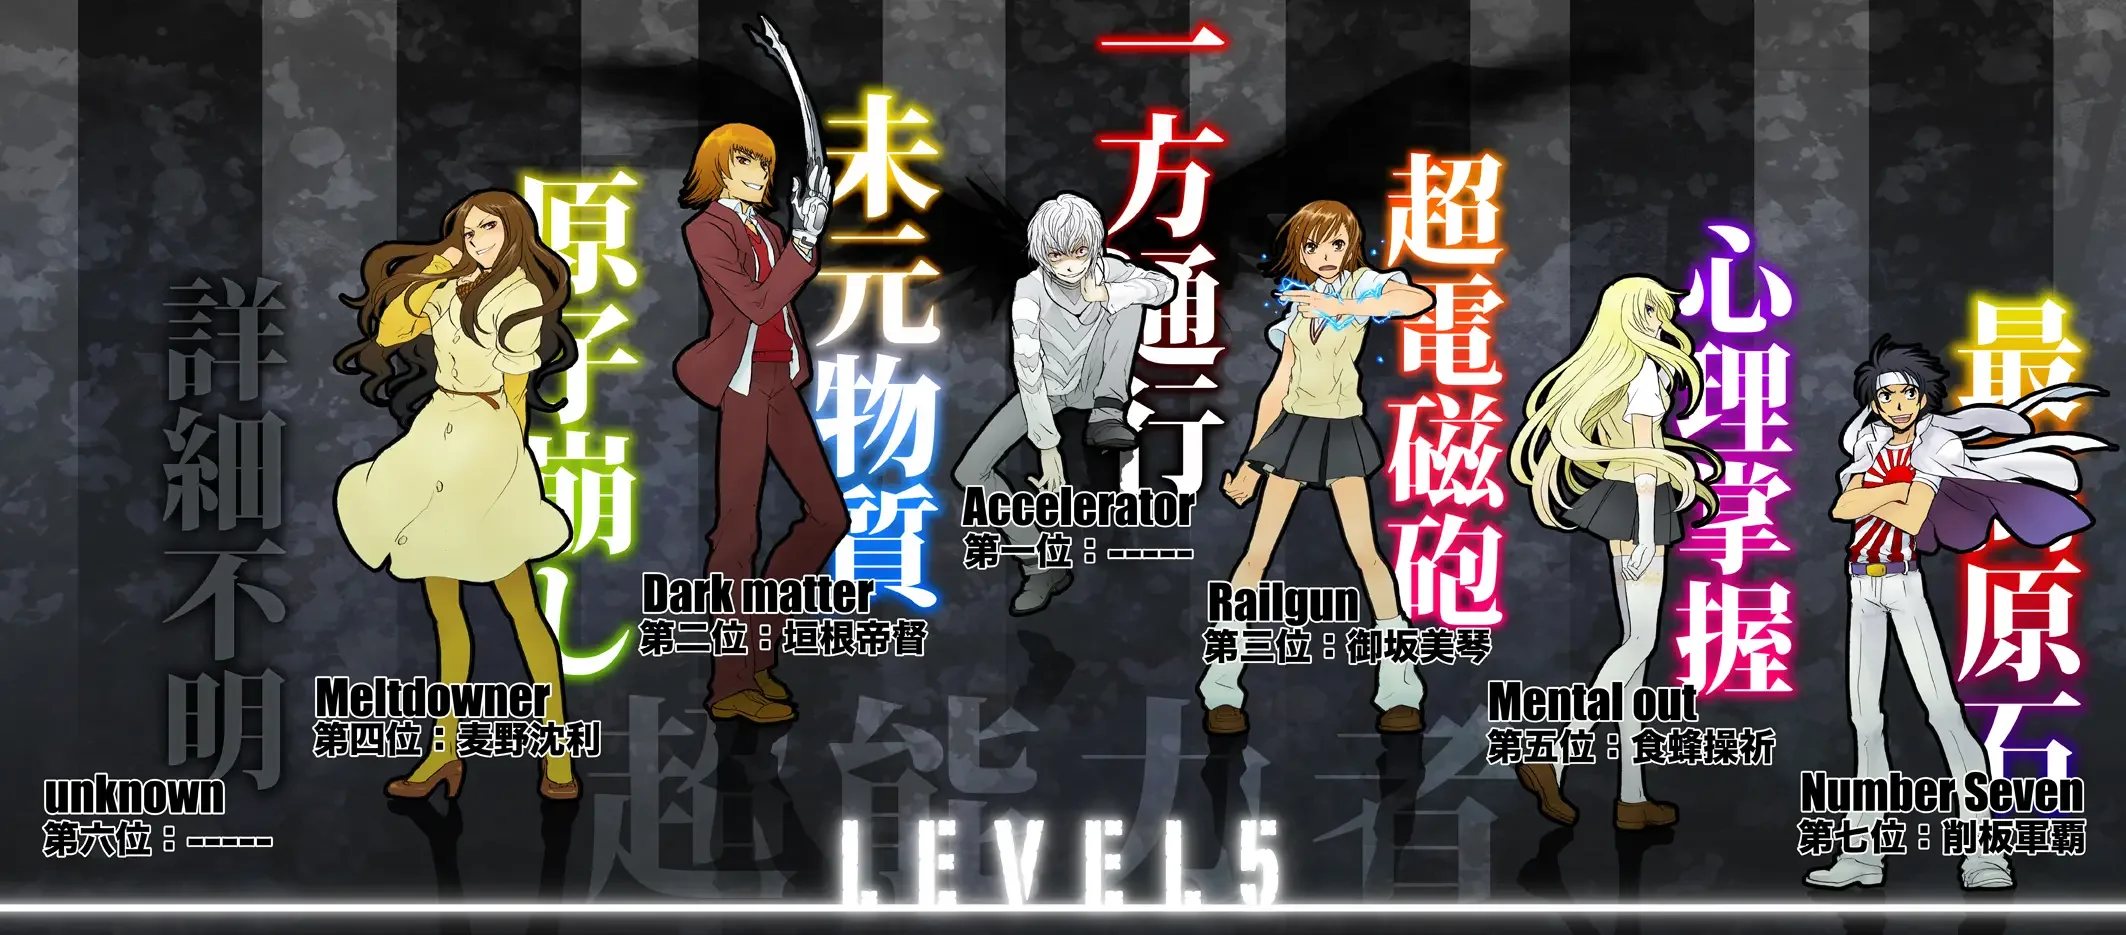 詳細不明
unknown
第六位：-----
原子崩し
Meltdowner
第四位：麦野沈利
未元物質
Dark matter
第二位：垣根帝督
一方通行
Accelerator
第一位：-----
超電磁砲
Railgun
第三位：御坂美琴
心理掌握
Mental out
第五位：食蜂操祈
最 原石
Number Seven
第七位：削板軍覇
超能力者
LEVEL5